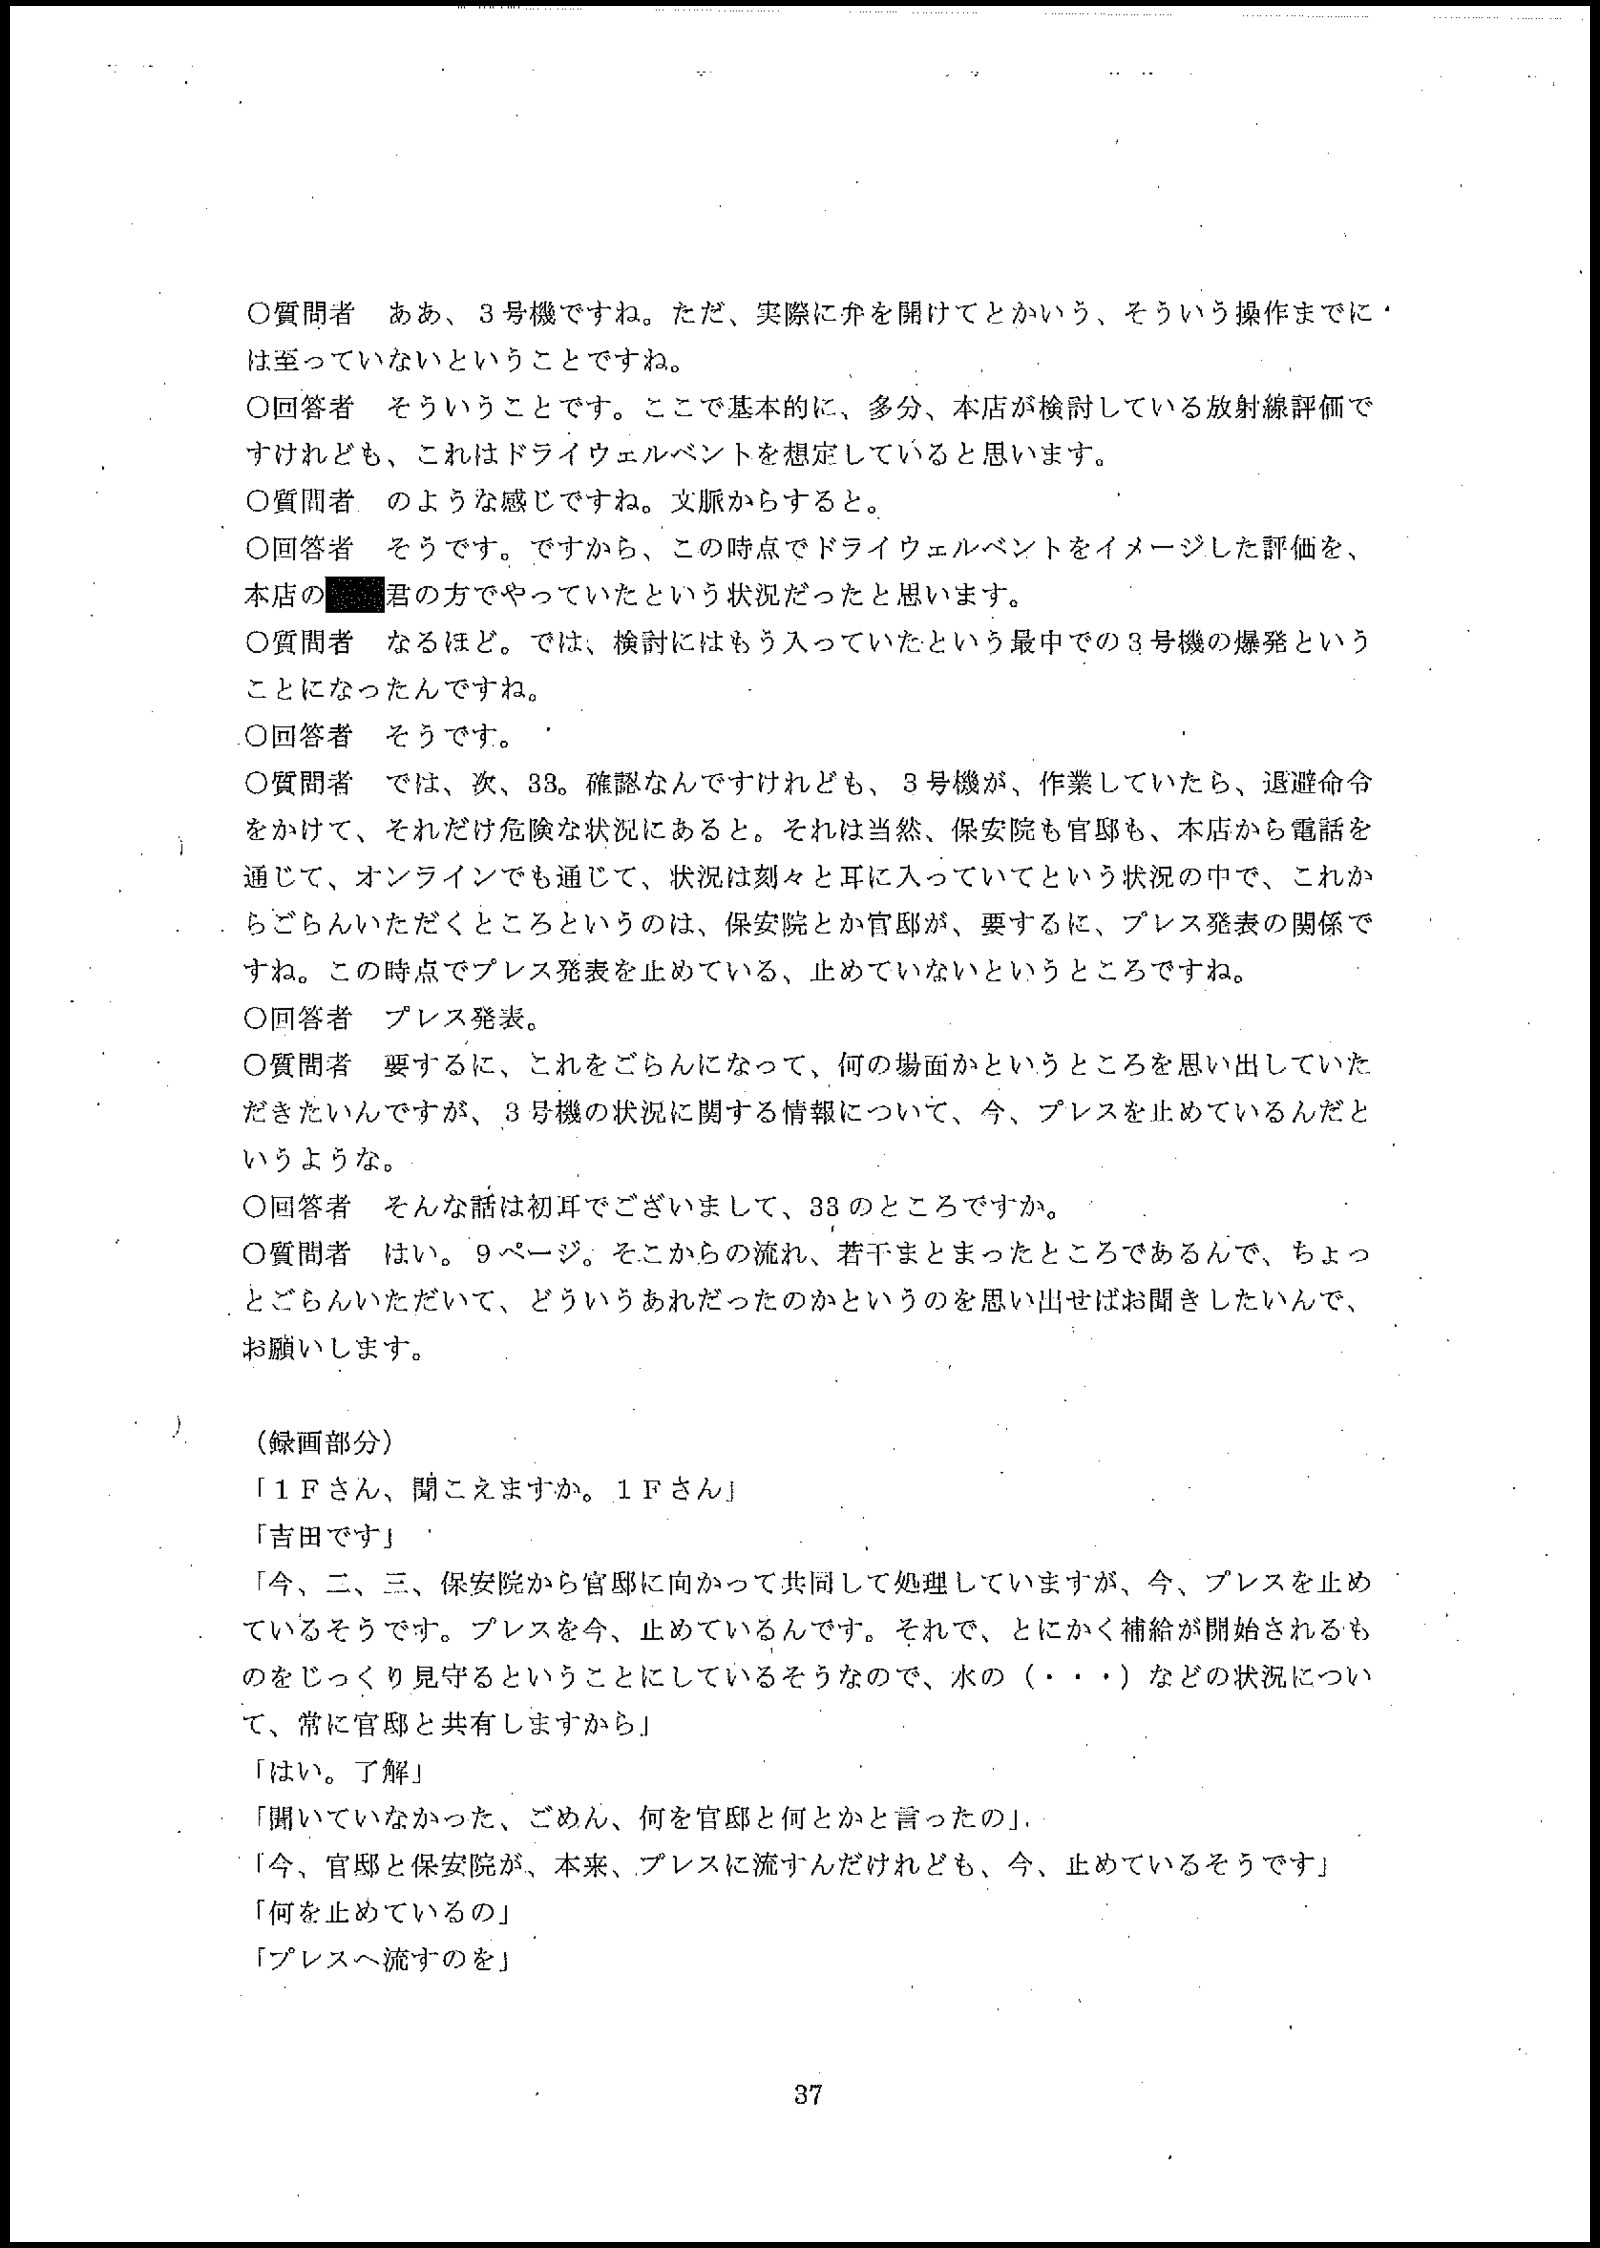 ○質問者　ああ、３号機ですね。ただ、実際に弁を開けてとかいう、そういう操作までに
は至っていないということですね。
○回答者　そういうことです。ここで基本的に、多分、本店が検討している放射線評価で
すけれども、これはドライウェルベントを想定していると思います。
○質問者　のような感じですね。文脈からすると。
○回答者　そうです。ですから、この時点でドライウェルベントをイメージした評価を、
本店の君の方でやっていたという状況だったと思います。
○質問者　なるほど。では、検討にはもう入っていたという最中での３号機の爆発という
ことになったんですね。
○回答者　そうです。
○質問者　では、次、33。確認なんですけれども、３号機が、作業していたら、退避命令
をかけて、それだけ危険な状況にあると。それは当然、保安院も官邸も、本店から電話を
通じて、オンラインでも通じて、状況は刻々と耳に入っていてという状況の中で、これか
らごらんいただくところというのは、保安院とか官邸が、要するに、プレス発表の関係で
すね。この時点でプレス発表を止めている、止めていないというところですね。
○回答者　プレス発表。
○質問者　要するに、これをごらんになって、何の場面かというところを思い出していた
だきたいんですが、３号機の状況に関する情報について、今、プレスを止めているんだと
いうような。
○回答者　そんな話は初耳でございまして、33のところですか。
○質問者　はい。９ページ。そこからの流れ、若干まとまったところであるんで、ちょっ
とごらんいただいて、どういうあれだったのかというのを思い出せばお聞きしたいんで、
お願いします。
（録画部分）
「１Ｆさん、聞こえますか。１Ｆさん」
「吉田です」
「今、二、三、保安院から官邸に向かって共同して処理していますが、今、プレスを止め
ているそうです。プレスを今、止めているんです。それで、とにかく補給が開始されるも
のをじっくり見守るということにしているそうなので、水の（・・・）などの状況につい
て、常に官邸と共有しますから」
「はい。了解」
「聞いていなかった、ごめん、何を官邸と何とかと言ったの」
「今、官邸と保安院が、本来、プレスに流すんだけれども、今、止めているそうです」
「何を止めているの」
「プレスへ流すのを」
37